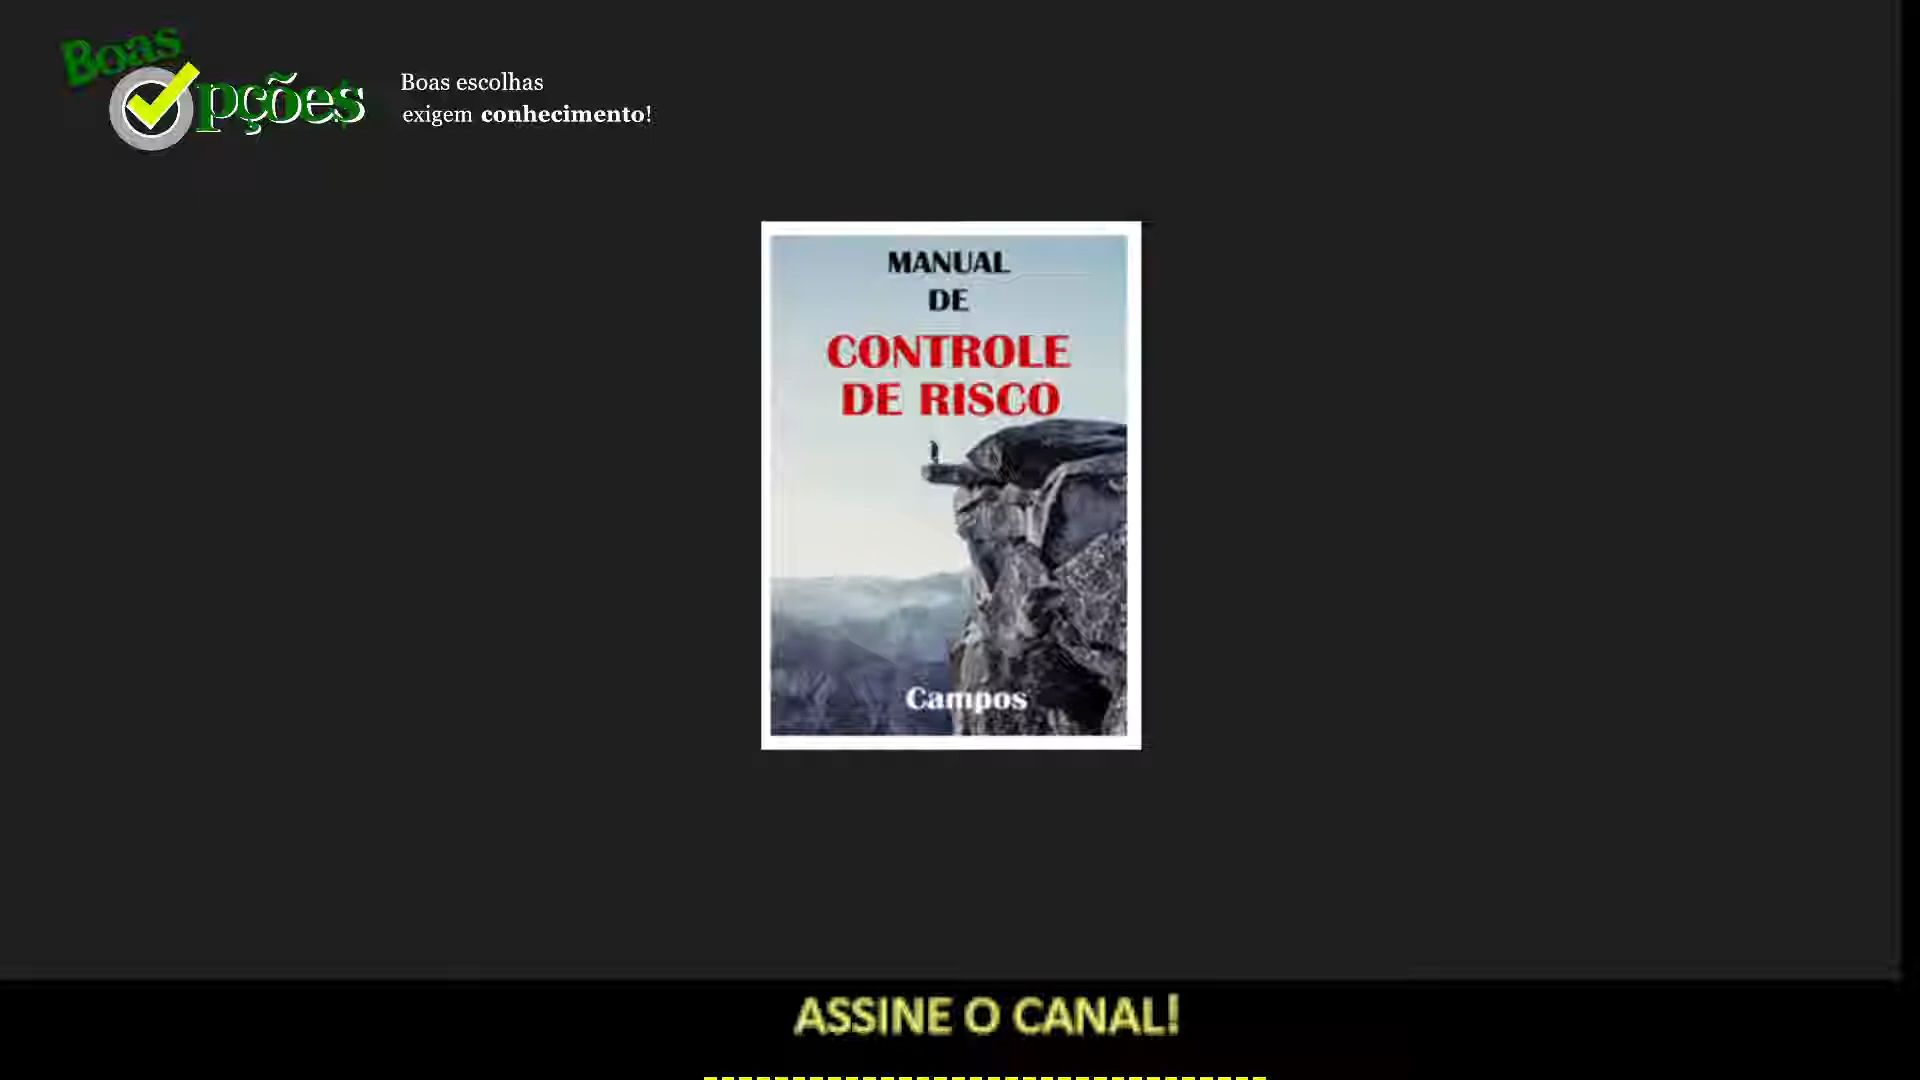 Boas
pções
Boas escolhas
exigem conhecimento!
MANUAL
DE
CONTROLE
DE RISCO
Campos
ASSINE O CANAL!